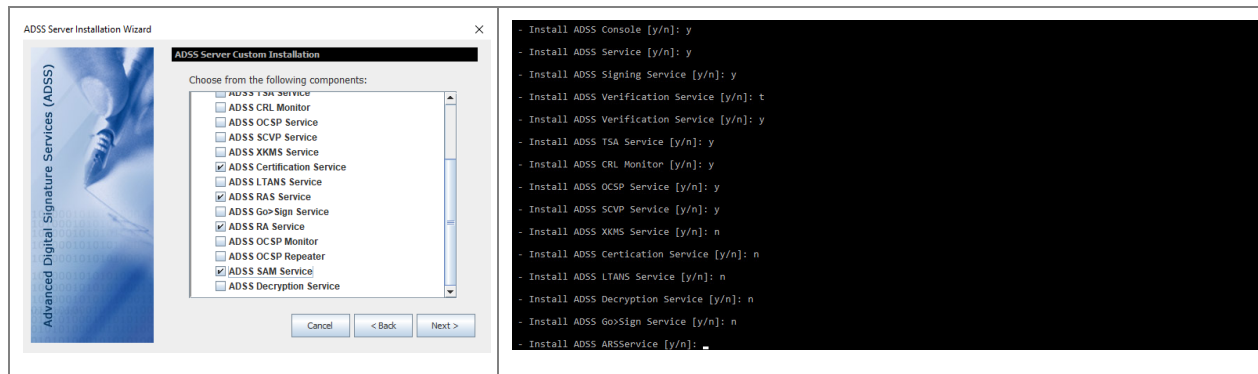 ADSS Server Installation Wizard
ADSS Server Custom Installation
Choose from the following components:
ADSS TSA Service
ADSS CRL Monitor
ADSS OCSP Service
ADSS SCVP Service
ADSS XKMS Service
ADSS Certification Service
ADSS LTANS Service
ADSS RAS Service
ADSS Go>Sign Service
ADSS RA Service
ADSS OCSP Monitor
ADSS OCSP Repeater
ADSS SAM Service
ADSS Decryption Service
Advanced Digital Signature Services (ADSS)
Cancel < Back Next >
- Install ADSS Console [y/n]: y
- Install ADSS Service [y/n]: y
- Install ADSS Signing Service [y/n]: y
- Install ADSS Verification Service [y/n]: t
- Install ADSS Verification Service [y/n]: y
- Install ADSS TSA Service [y/n]: y
- Install ADSS CRL Monitor [y/n]: y
- Install ADSS OCSP Service [y/n]: y
- Install ADSS SCVP Service [y/n]: y
- Install ADSS XKMS Service [y/n]: n
- Install ADSS Certication Service [y/n]: n
- Install ADSS LTANS Service [y/n]: n
- Install ADSS Decryption Service [y/n]: n
- Install ADSS Go>Sign Service [y/n]: n
- Install ADSS ARSService [y/n]: